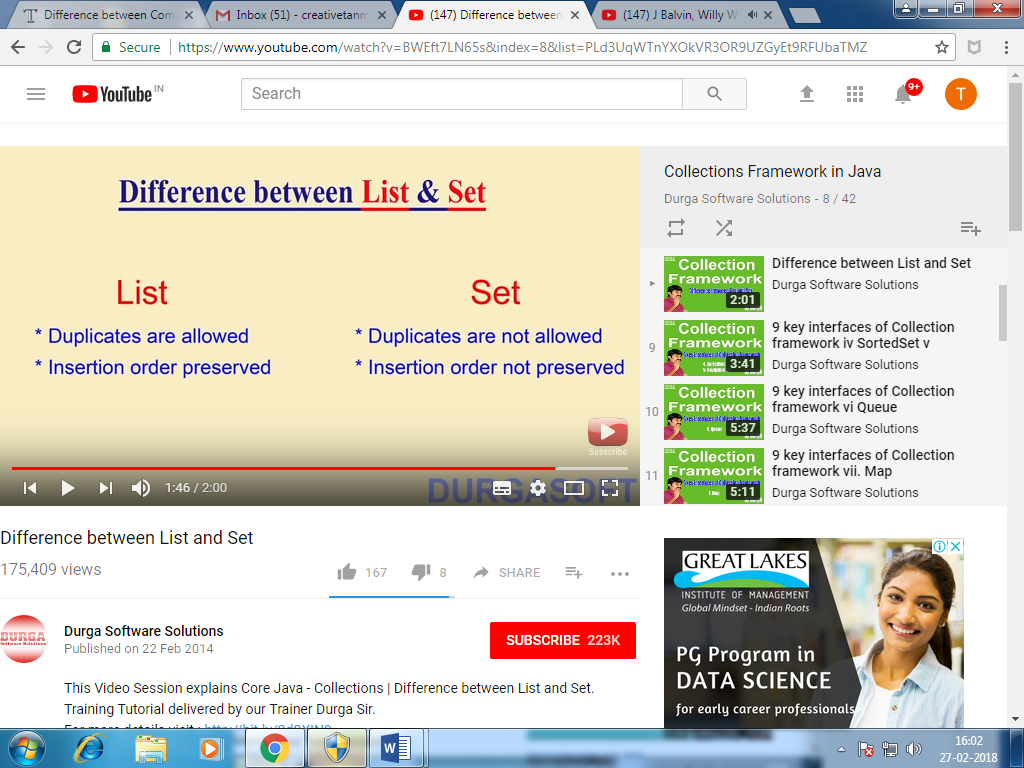 Difference between Com
Inbox (51) - creativetanm
(147) Difference between
(147) J Balvin, Willy W
Secure
https://www.youtube.com/watch?v=BWEft7LN65s&index=8&list=PLd3UqWTnYXOkVR3OR9UZGyEt9RFUbaTMZ
YouTube IN
Search
9+
T
Difference between List & Set
List
* Duplicates are allowed
* Insertion order preserved
Set
* Duplicates are not allowed
* Insertion order not preserved
Subscribe
1:46 / 2:00
DURGASOFT
Collections Framework in Java
Durga Software Solutions - 8 / 42
Collection
Framework
2:01
Difference between List and Set
Durga Software Solutions
9
Collection
Framework
3:41
9 key interfaces of Collection
framework iv SortedSet v
Durga Software Solutions
10
Collection
Framework
5:37
9 key interfaces of Collection
framework vi Queue
Durga Software Solutions
11
Collection
Framework
5:11
9 key interfaces of Collection
framework vii. Map
Durga Software Solutions
Difference between List and Set
175,409 views
167
8
SHARE
DURGA
Software Solutions
Durga Software Solutions
Published on 22 Feb 2014
SUBSCRIBE 223K
This Video Session explains Core Java - Collections | Difference between List and Set.
Training Tutorial delivered by our Trainer Durga Sir.
For more details visit :
GREAT LAKES
INSTITUTE OF MANAGEMENT
Global Mindset - Indian Roots
PG Program in
DATA SCIENCE
for early career professionals
16:02
27-02-2018